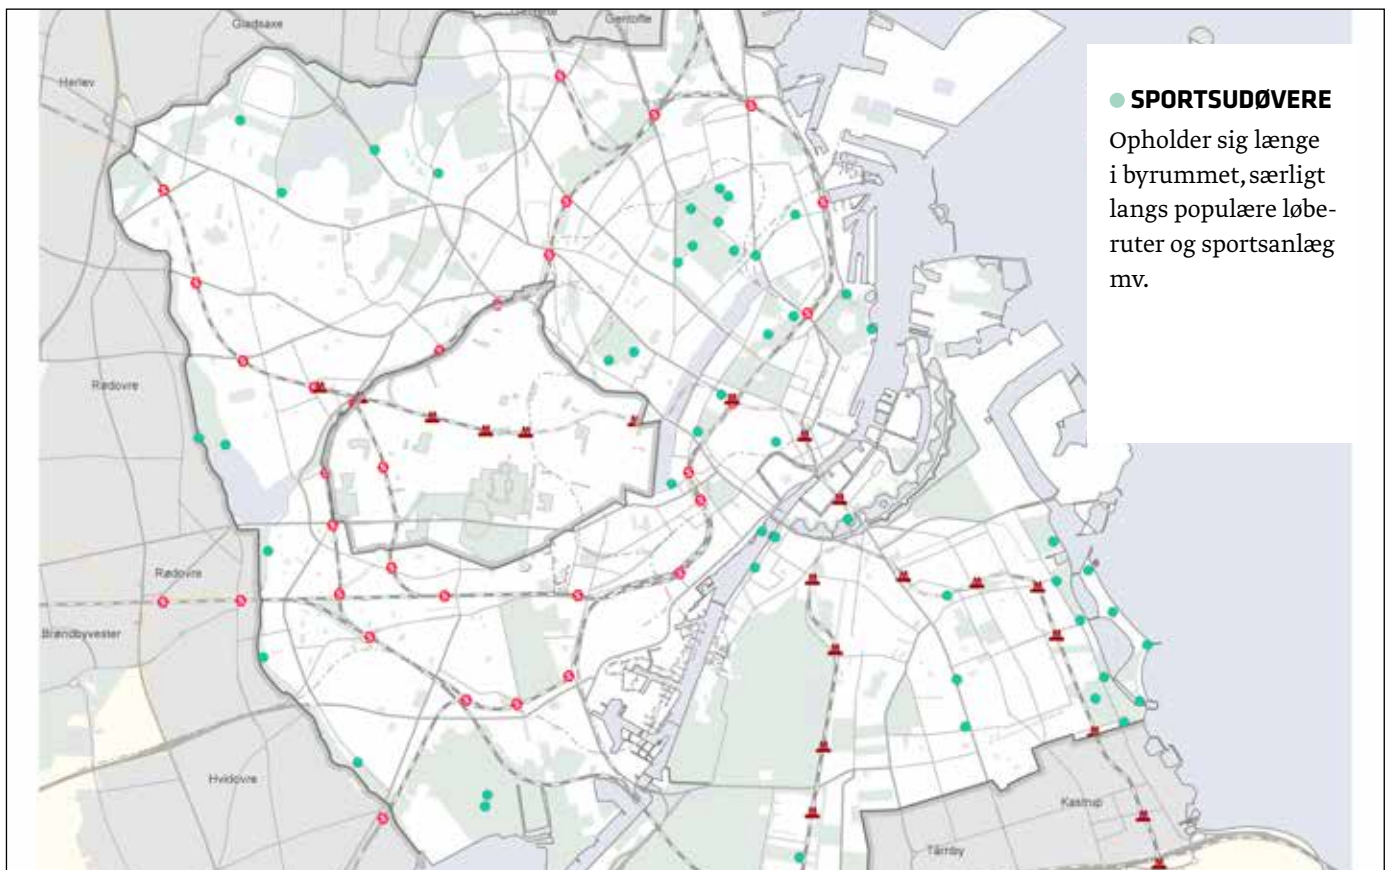 Gladsaxe
Gentofte
Herlev
SPORTSUDØVERE
Opholder sig længe
i byrummet, særligt
langs populære løbe-
ruter og sportsanlæg
mv.
Rødovre
Rødovre
Brøndbyvester
Hvidovre
Kastrup
Tårnby